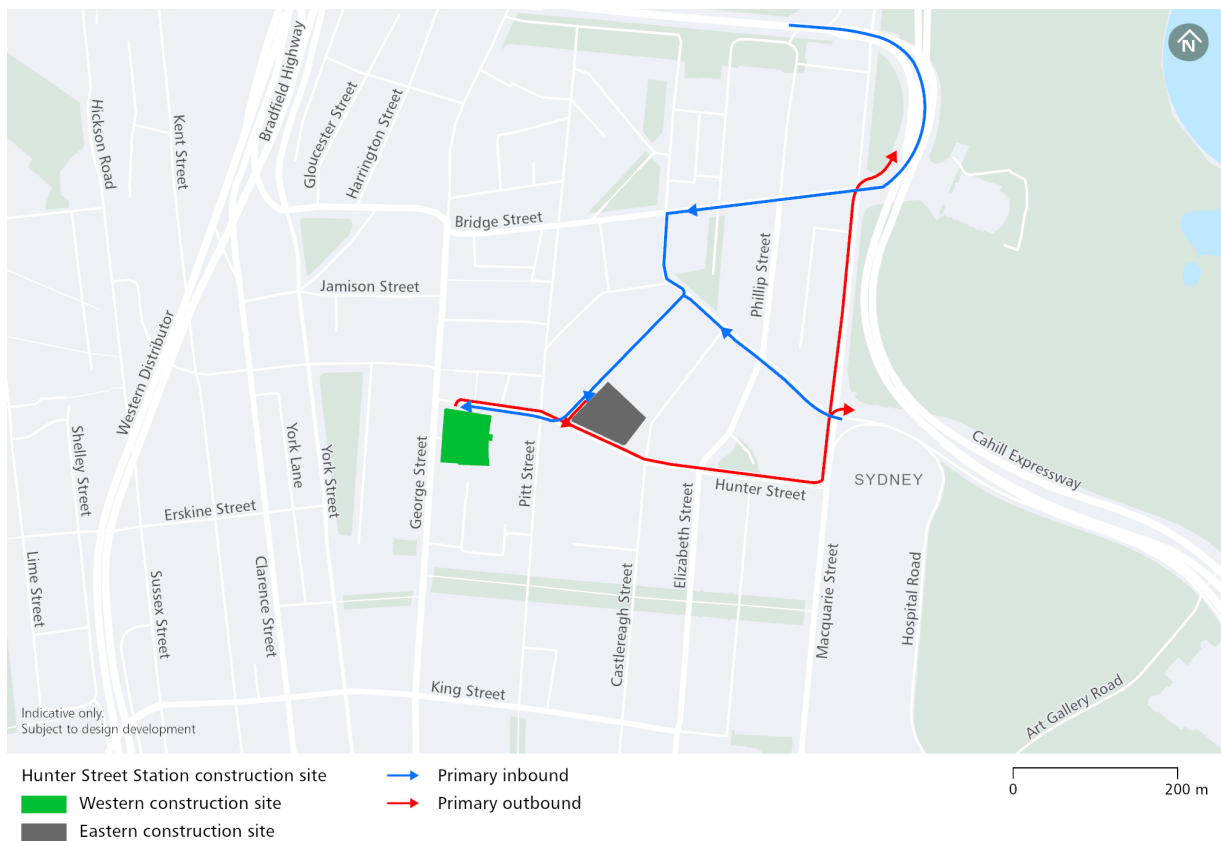 N
Hickson Road
Kent Street
Bradfield Highway
Gloucester Street
Harrington Street
Bridge Street
Phillip Street
Jamison Street
Western Distributor
Shelley Street
York Lane
York Street
George Street
Pitt Street
Hunter Street
SYDNEY
Cahill Expressway
Erskine Street
Elizabeth Street
Lime Street
Sussex Street
Clarence Street
Castlereagh Street
Macquarie Street
Hospital Road
King Street
Art Gallery Road
Indicative only.
Subject to design development
Hunter Street Station construction site
Western construction site
Eastern construction site
Primary inbound
Primary outbound
0 200 m